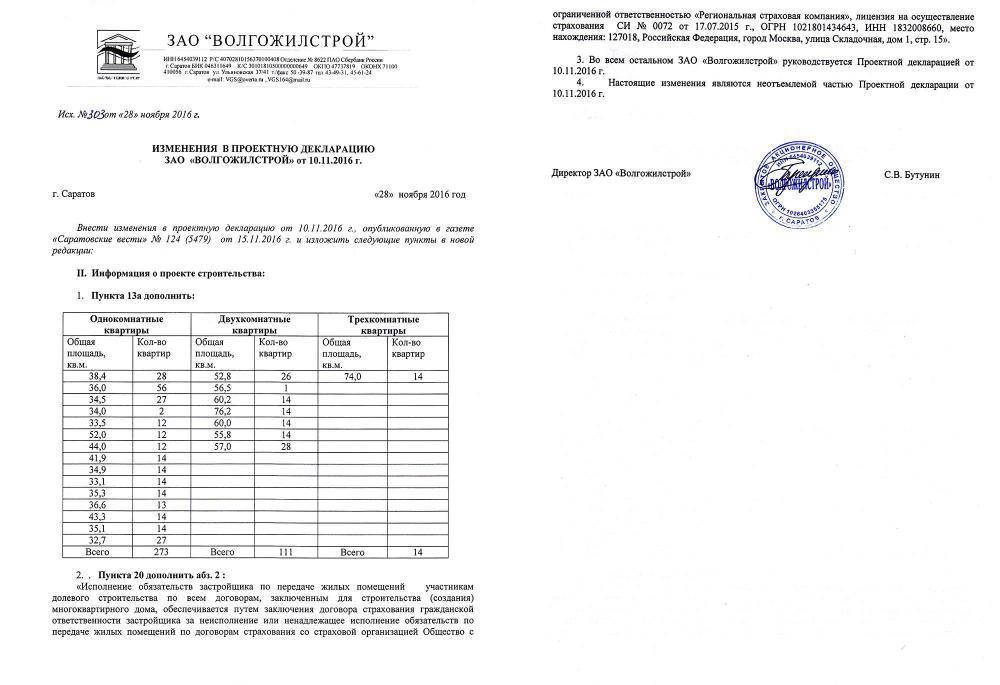 ЗАО "ВОЛГОЖИЛСТРОЙ"
ИНН 6454039112 Р/С 40702810156370100408 Отделение № 8622 ПАО Сбербанк России
г. Саратов БИК 046311649 К/С 30101810500000000649 ОКПО 47737819 ОКОНХ 71100
410056 г. Саратов ул. Ульяновская 37/41 т/факс 50-39-87 тел 43-49-31, 45-61-24
e-mail: VGS@overta.ru , VGS164@mail.ru
Исх. №303от «28» ноября 2016 г.
ИЗМЕНЕНИЯ В ПРОЕКТНУЮ ДЕКЛАРАЦИЮ
ЗАО «ВОЛГОЖИЛСТРОЙ» от 10.11.2016 г.
г. Саратов «28» ноября 2016 год
Внести изменения в проектную декларацию от 10.11.2016 г., опубликованную в газете
«Саратовские вести» № 124 (5479) от 15.11.2016 г. и изложить следующие пункты в новой
редакции:
II. Информация о проекте строительства:
1. Пункта 13а дополнить:
Однокомнатные Двухкомнатные Трехкомнатные
квартиры квартиры квартиры
Общая Кол-во Общая Кол-во Общая Кол-во
площадь, квартир площадь, квартир площадь, квартир
кв.м. кв.м. кв.м.
38,4 28 52,8 26 74,0 14
36,0 56 56,5 1
34,5 27 60,2 14
34,0 2 76,2 14
33,5 12 60,0 14
52,0 12 55,8 14
44,0 12 57,0 28
41,9 14
34,9 14
33,1 14
35,3 14
36,6 13
43,3 14
35,1 14
32,7 27
Всего 273 Всего 111 Всего 14
2. . Пункта 20 дополнить абз. 2 :
«Исполнение обязательств застройщика по передаче жилых помещений участникам
долевого строительства по всем договорам, заключенным для строительства (создания)
многоквартирного дома, обеспечивается путем заключения договора страхования гражданской
ответственности застройщика за неисполнение или ненадлежащее исполнение обязательств по
передаче жилых помещений по договорам страхования со страховой организацией Общество с
ограниченной ответственностью «Региональная страховая компания», лицензия на осуществление
страхования СИ № 0072 от 17.07.2015 г., ОГРН 1021801434643, ИНН 1832008660, место
нахождения: 127018, Российская Федерация, город Москва, улица Складочная, дом 1, стр. 15».
3. Во всем остальном ЗАО «Волгожилстрой» руководствуется Проектной декларацией от
10.11.2016 г.
4. Настоящие изменения являются неотъемлемой частью Проектной декларации от
10.11.2016 г.
Директор ЗАО «Волгожилстрой» С.В. Бутунин
ЗАКРЫТОЕ АКЦИОНЕРНОЕ ОБЩЕСТВО
ИНН 6454039112
"ВОЛГОЖИЛСТРОЙ"
г. САРАТОВ